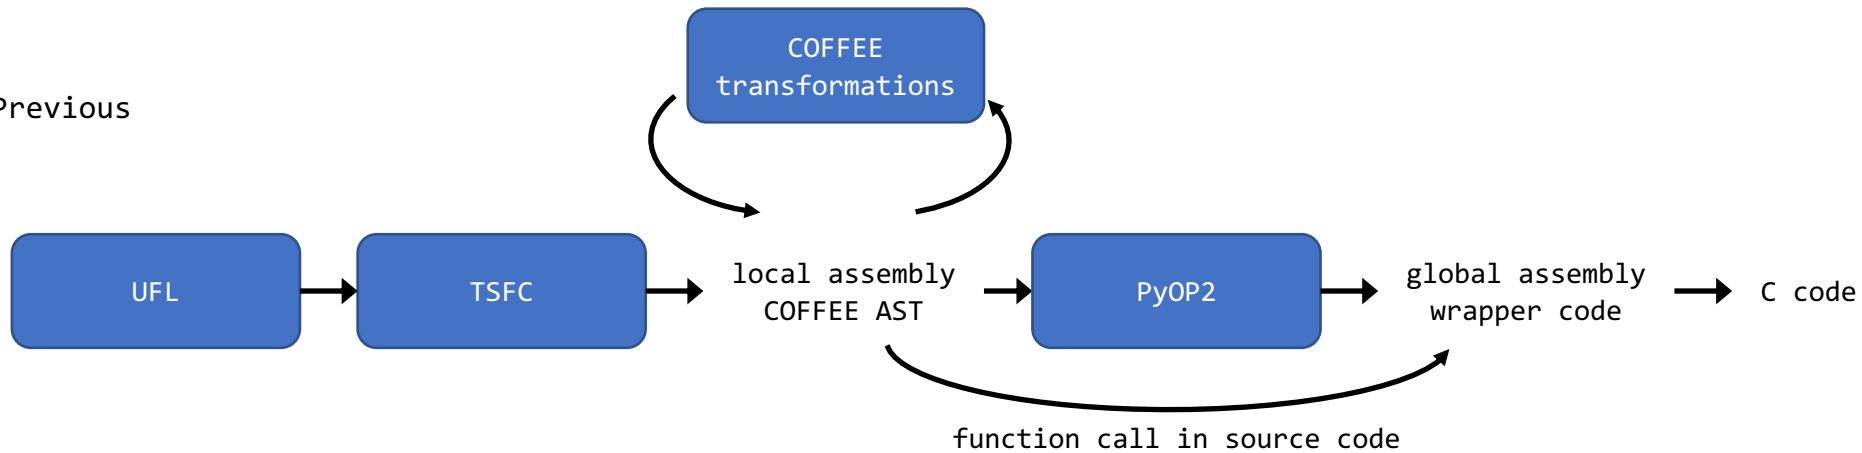 COFFEE
transformations
Previous
UFL
TSFC
local assembly
COFFEE AST
PyOP2
global assembly
wrapper code
C code
function call in source code